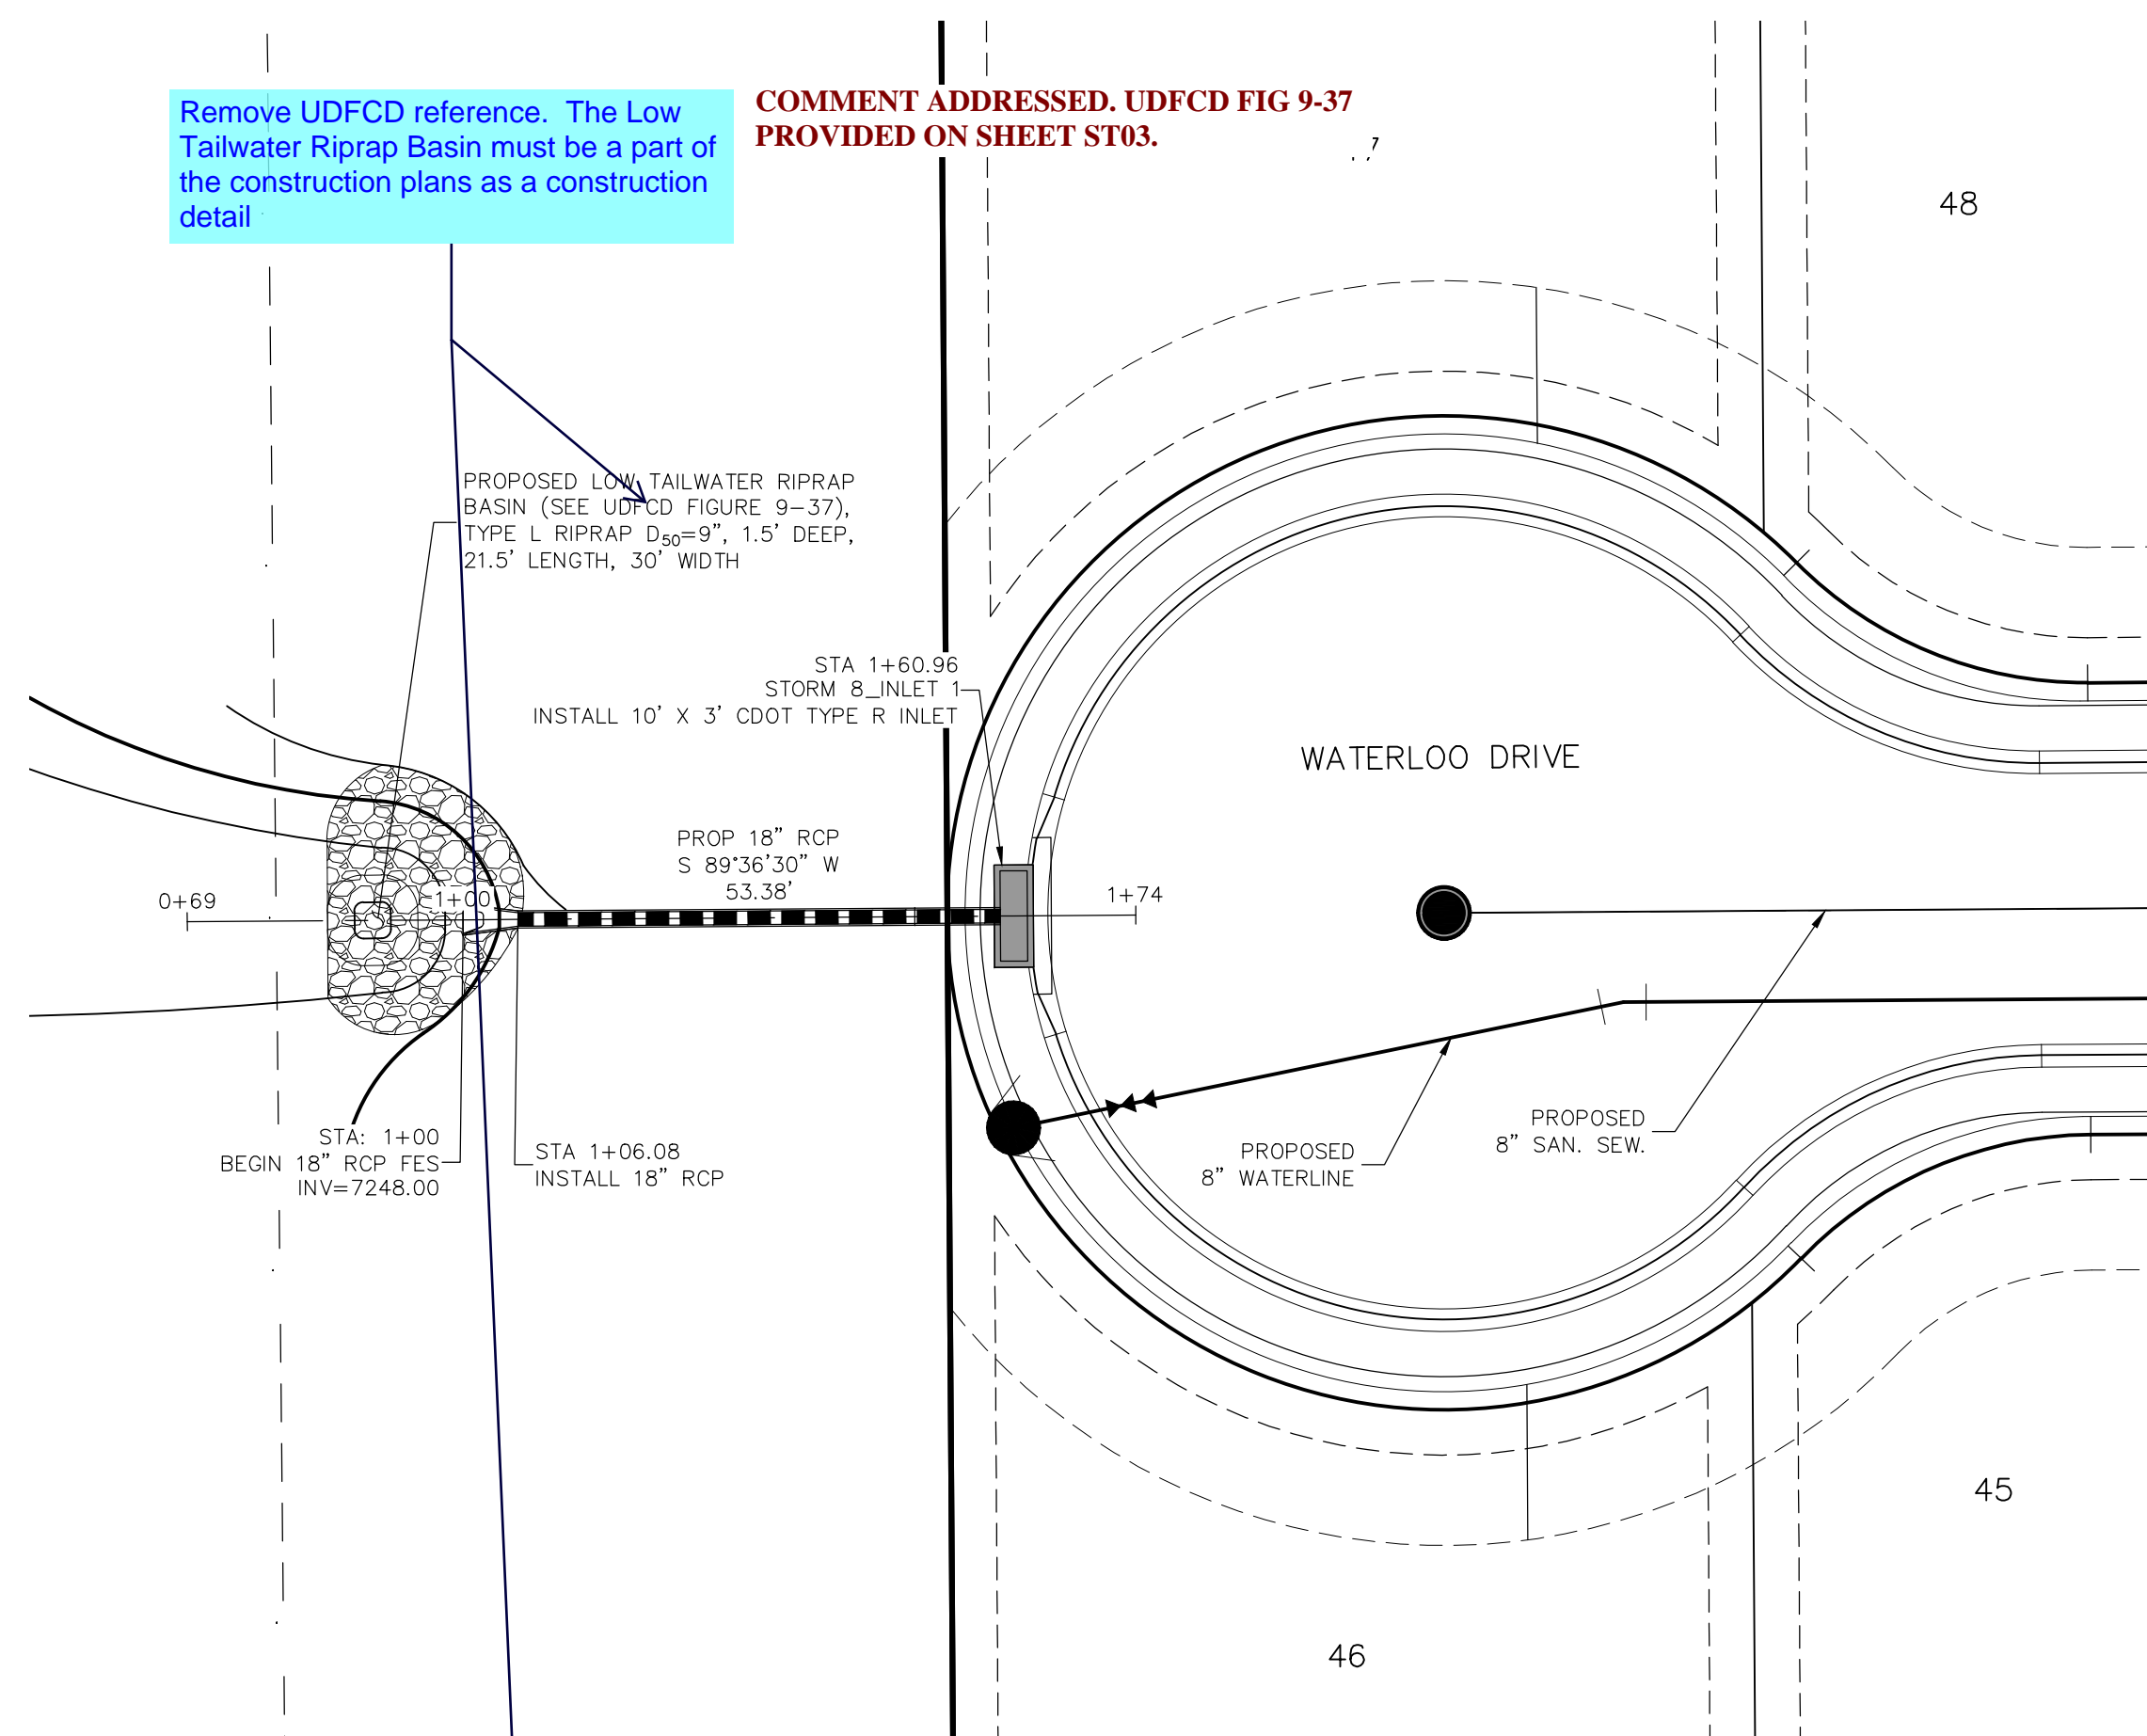 Remove UDFCD reference. The Low
Tailwater Riprap Basin must be a part of
the construction plans as a construction
detail
COMMENT ADDRESSED. UDFCD FIG 9-37
PROVIDED ON SHEET ST03.
48
PROPOSED LOW TAILWATER RIPRAP
BASIN (SEE UDFCD FIGURE 9-37),
TYPE L RIPRAP D50=9", 1.5' DEEP,
21.5' LENGTH, 30' WIDTH
STA 1+60.96
STORM 8_INLET 1
INSTALL 10' X 3' CDOT TYPE R INLET
WATERLOO DRIVE
PROP 18" RCP
S 89°36'30" W
53.38'
0+69
1+00
1+74
STA: 1+00
BEGIN 18" RCP FES
INV=7248.00
STA 1+06.08
INSTALL 18" RCP
PROPOSED
8" WATERLINE
PROPOSED
8" SAN. SEW.
45
46